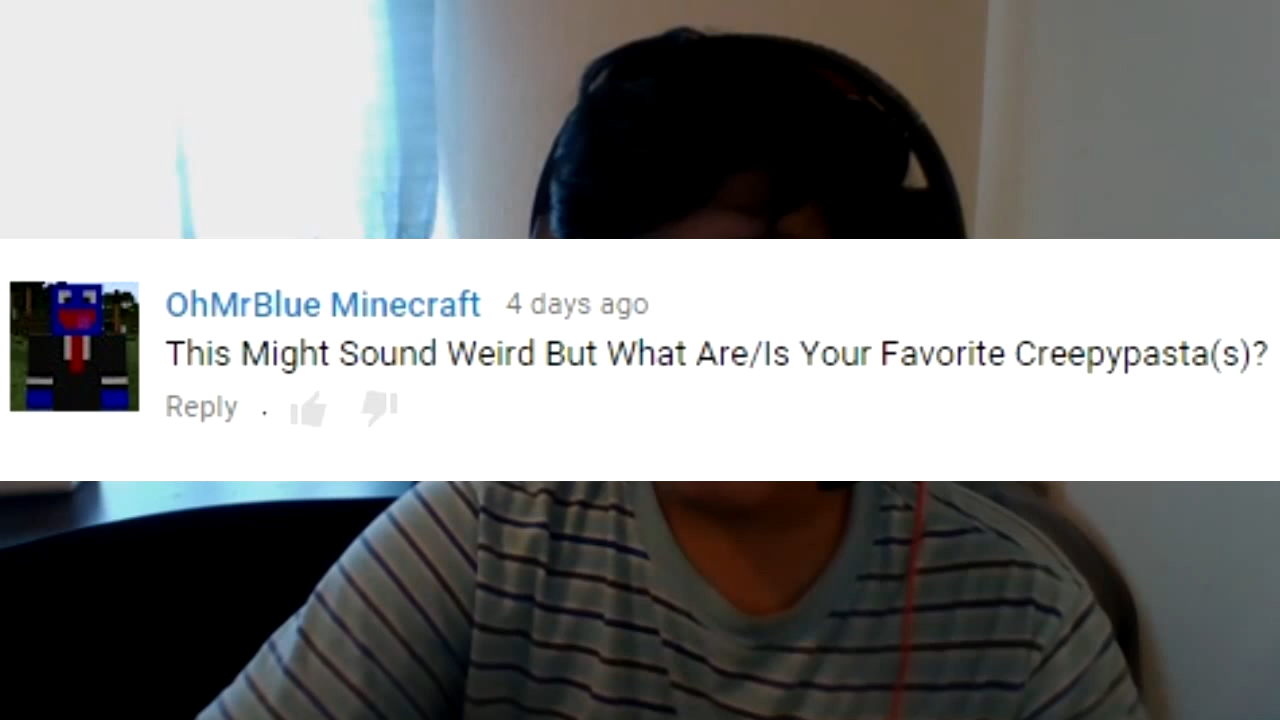 OhMrBlue Minecraft 4 days ago
This Might Sound Weird But What Are/Is Your Favorite Creepypasta(s)?
Reply .